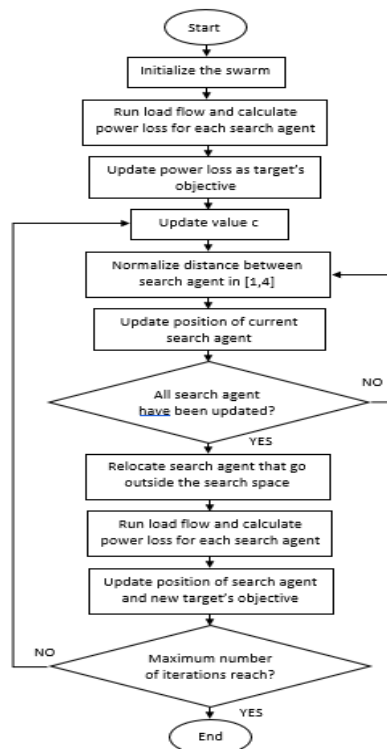 Start
Initialize the swarm
Run load flow and calculate
power loss for each search agent
Update power loss as target's
objective
Update value c
Normalize distance between
search agent in [1,4]
Update position of current
search agent
All search agent
have been updated?
NO
YES
Relocate search agent that go
outside the search space
Run load flow and calculate
power loss for each search agent
Update position of search agent
and new target's objective
NO
Maximum number
of iterations reach?
YES
End